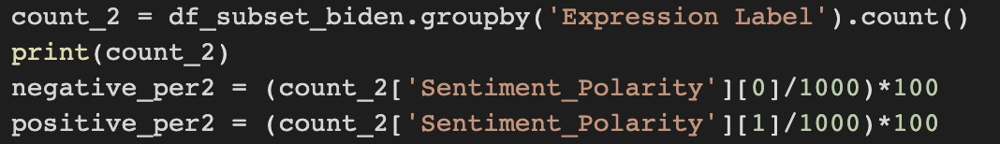 count_2 = df_subset_biden.groupby('Expression Label').count()
print(count_2)
negative_per2 = (count_2['Sentiment_Polarity'][0]/1000)*100
positive_per2 = (count_2['Sentiment_Polarity'][1]/1000)*100